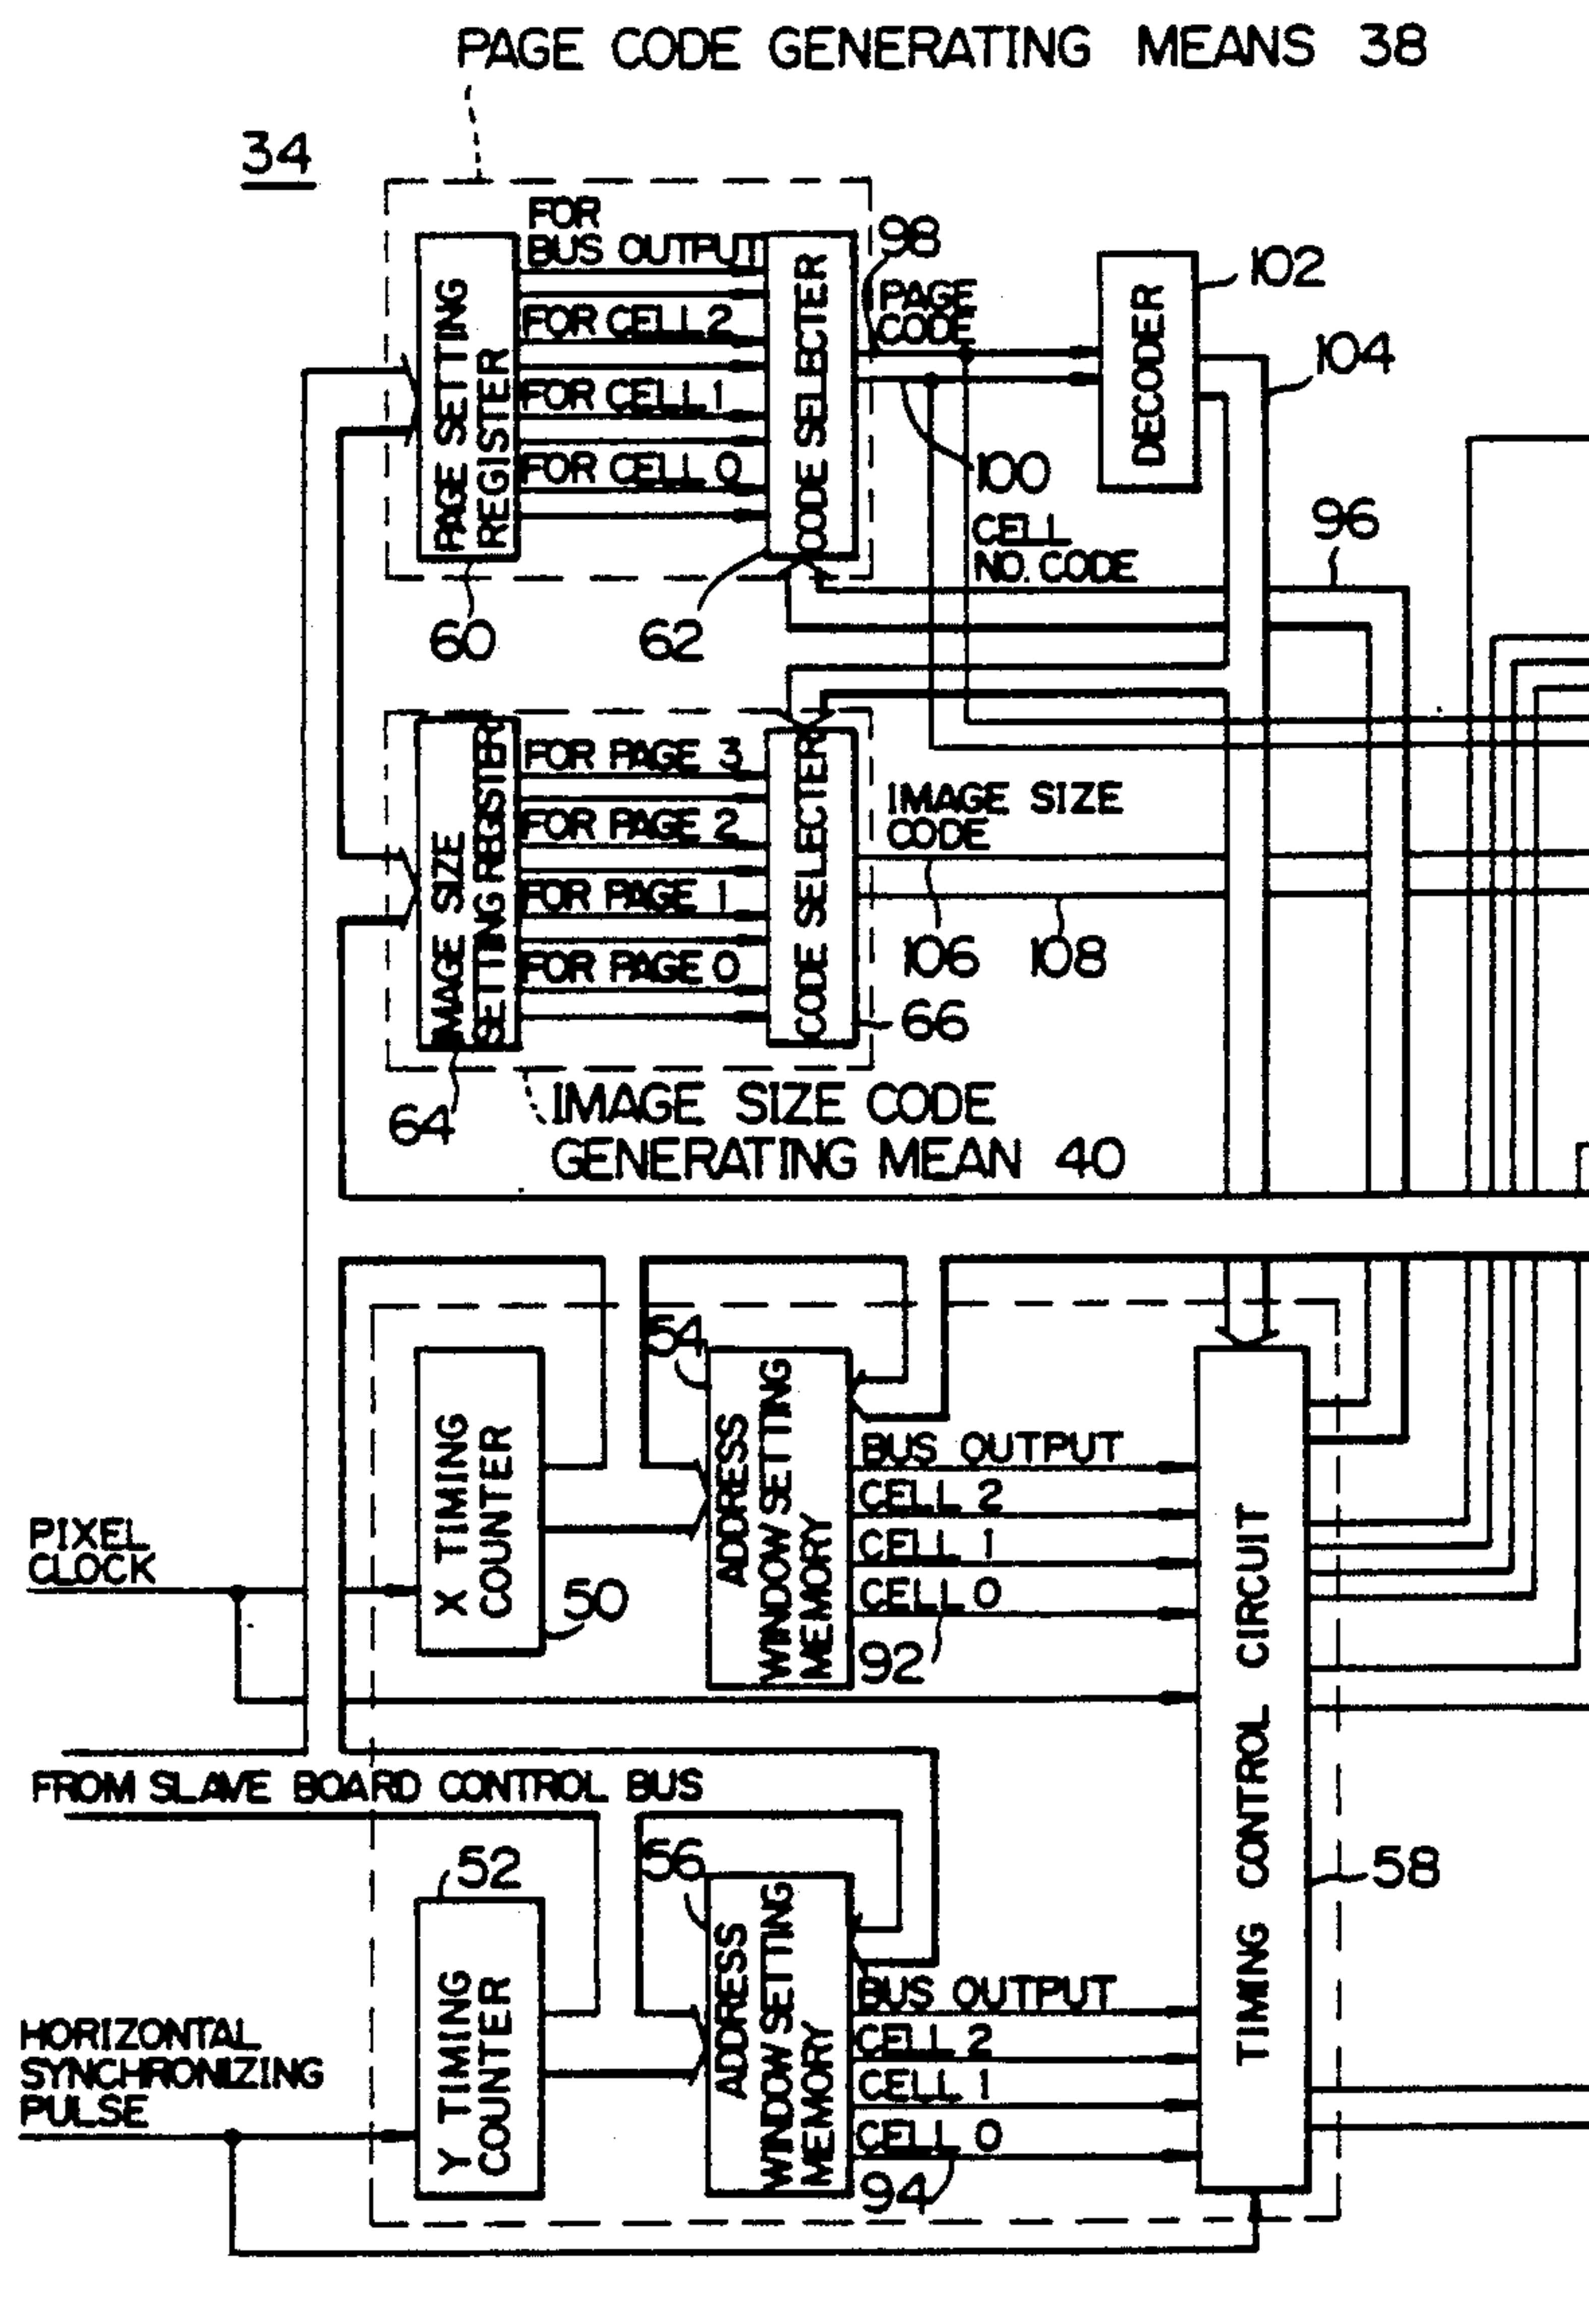 PAGE CODE GENERATING MEANS 38
34
FOR
BUS OUTPUT
FOR CELL 2
FOR CELL 1
FOR CELL 0
PAGE SETTING
REGISTER
CODE SELECTER
98
PAGE
CODE
DECODER
102
104
100
CELL
NO. CODE
96
60
62
FOR PAGE 3
FOR PAGE 2
FOR PAGE 1
FOR PAGE 0
IMAGE SIZE
SETTING REGISTER
CODE SELECTER
IMAGE SIZE
CODE
106
108
66
64
IMAGE SIZE CODE
GENERATING MEAN 40
54
X TIMING
COUNTER
50
ADDRESS
WINDOW SETTING
MEMORY
BUS OUTPUT
CELL 2
CELL 1
CELL 0
92
PIXEL
CLOCK
TIMING CONTROL CIRCUIT
58
FROM SLAVE BOARD CONTROL BUS
52
56
Y TIMING
COUNTER
ADDRESS
WINDOW SETTING
MEMORY
BUS OUTPUT
CELL 2
CELL 1
CELL 0
94
HORIZONTAL
SYNCHRONIZING
PULSE